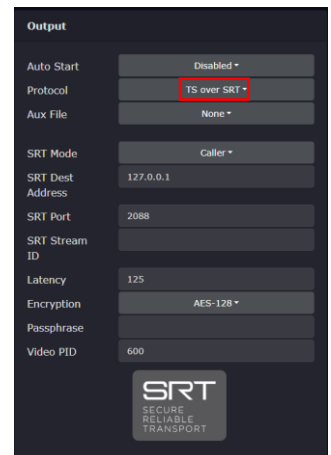 Output
Auto Start Disabled
Protocol TS over SRT
Aux File None
SRT Mode Caller
SRT Dest Address 127.0.0.1
SRT Port 2088
SRT Stream ID
Latency 125
Encryption AES-128
Passphrase
Video PID 600
SRT
SECURE
RELIABLE
TRANSPORT